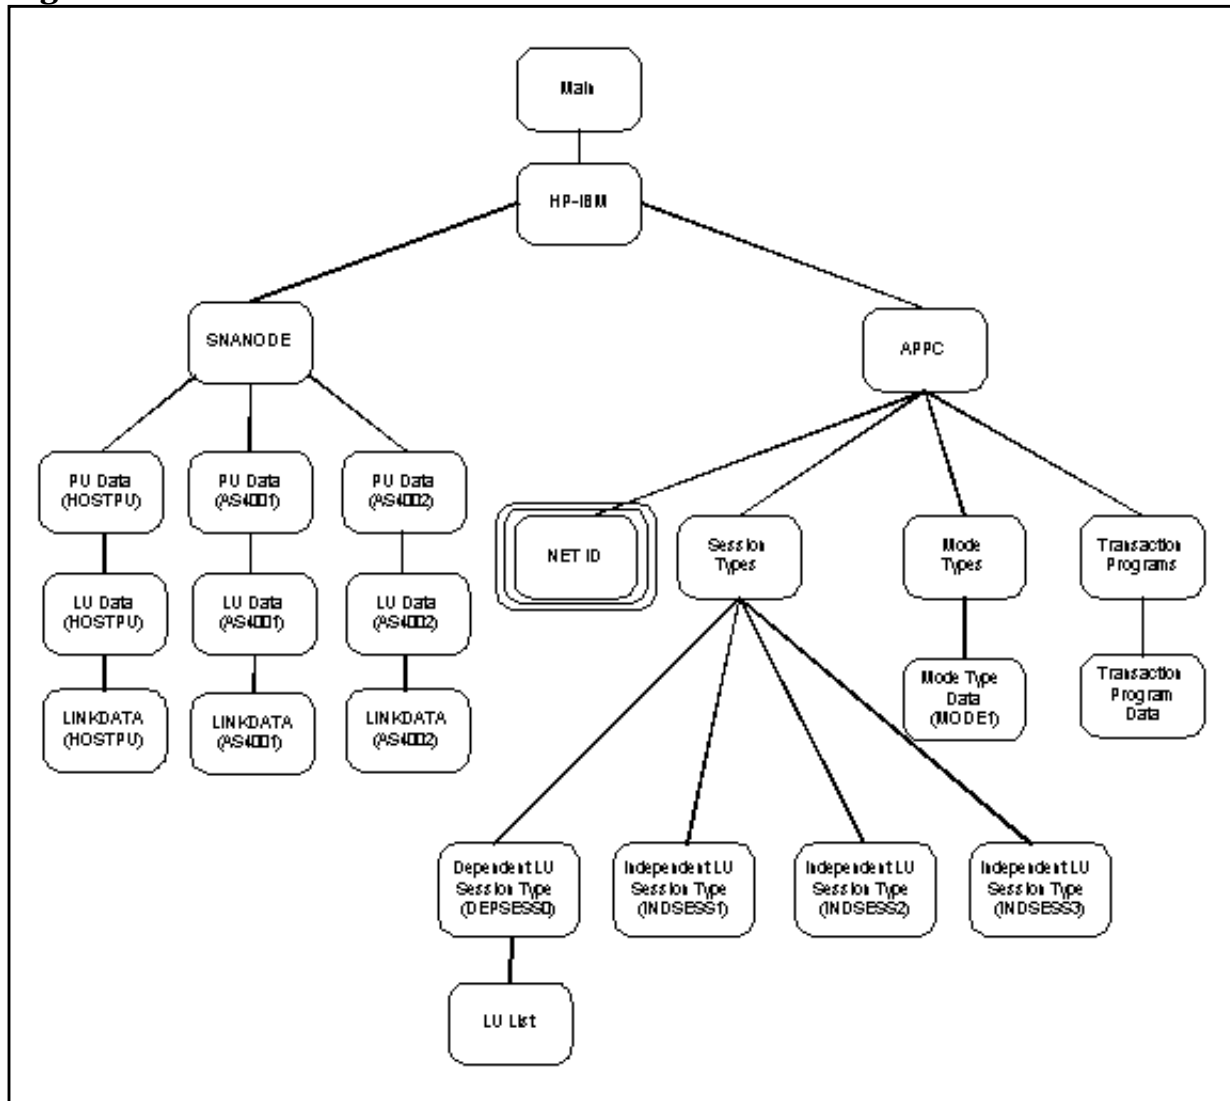 Main
HP-IBM
SNANODE
APPC
PU Data
(HOSTPU)
PU Data
(AS4001)
PU Data
(AS4002)
NET ID
Session
Types
Mode
Types
Transaction
Programs
LU Data
(HOSTPU)
LU Data
(AS4001)
LU Data
(AS4002)
LINKDATA
(HOSTPU)
LINKDATA
(AS4001)
LINKDATA
(AS4002)
Mode Type
Data
(MODE1)
Transaction
Program
Data
Dependent LU
Session Type
(DEPSESS0)
Independent LU
Session Type
(INDSESS1)
Independent LU
Session Type
(INDSESS2)
Independent LU
Session Type
(INDSESS3)
LU List